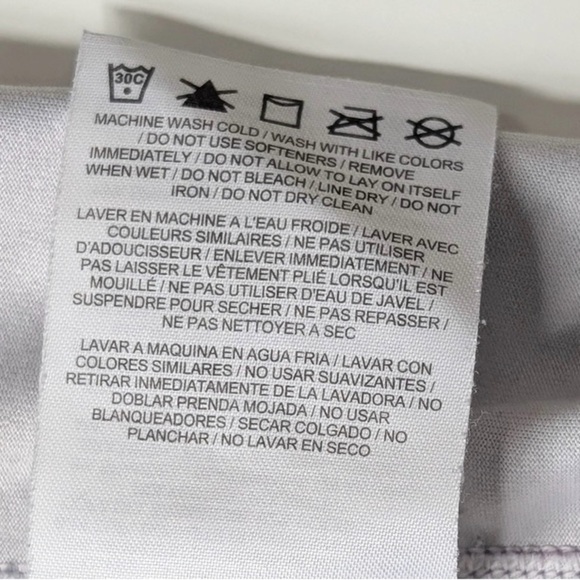 30C
MACHINE WASH COLD / WASH WITH LIKE COLORS
/ DO NOT USE SOFTENERS / REMOVE
IMMEDIATELY / DO NOT ALLOW TO LAY ON ITSELF
WHEN WET / DO NOT BLEACH / LINE DRY / DO NOT
IRON / DO NOT DRY CLEAN
LAVER EN MACHINE A L'EAU FROIDE / LAVER AVEC
COULEURS SIMILAIRES / NE PAS UTILISER
D'ADOUCISSEUR / ENLEVER IMMEDIATEMENT / NE
PAS LAISSER LE VÊTEMENT PLIÉ LORSQU'IL EST
MOUILLÉ / NE PAS UTILISER D'EAU DE JAVEL /
SUSPENDRE POUR SECHER / NE PAS REPASSER /
NE PAS NETTOYER A SEC
LAVAR A MAQUINA EN AGUA FRIA / LAVAR CON
COLORES SIMILARES / NO USAR SUAVIZANTES /
RETIRAR INMEDIATAMENTE DE LA LAVADORA / NO
DOBLAR PRENDA MOJADA / NO USAR
BLANQUEADORES / SECAR COLGADO / NO
PLANCHAR / NO LAVAR EN SECO